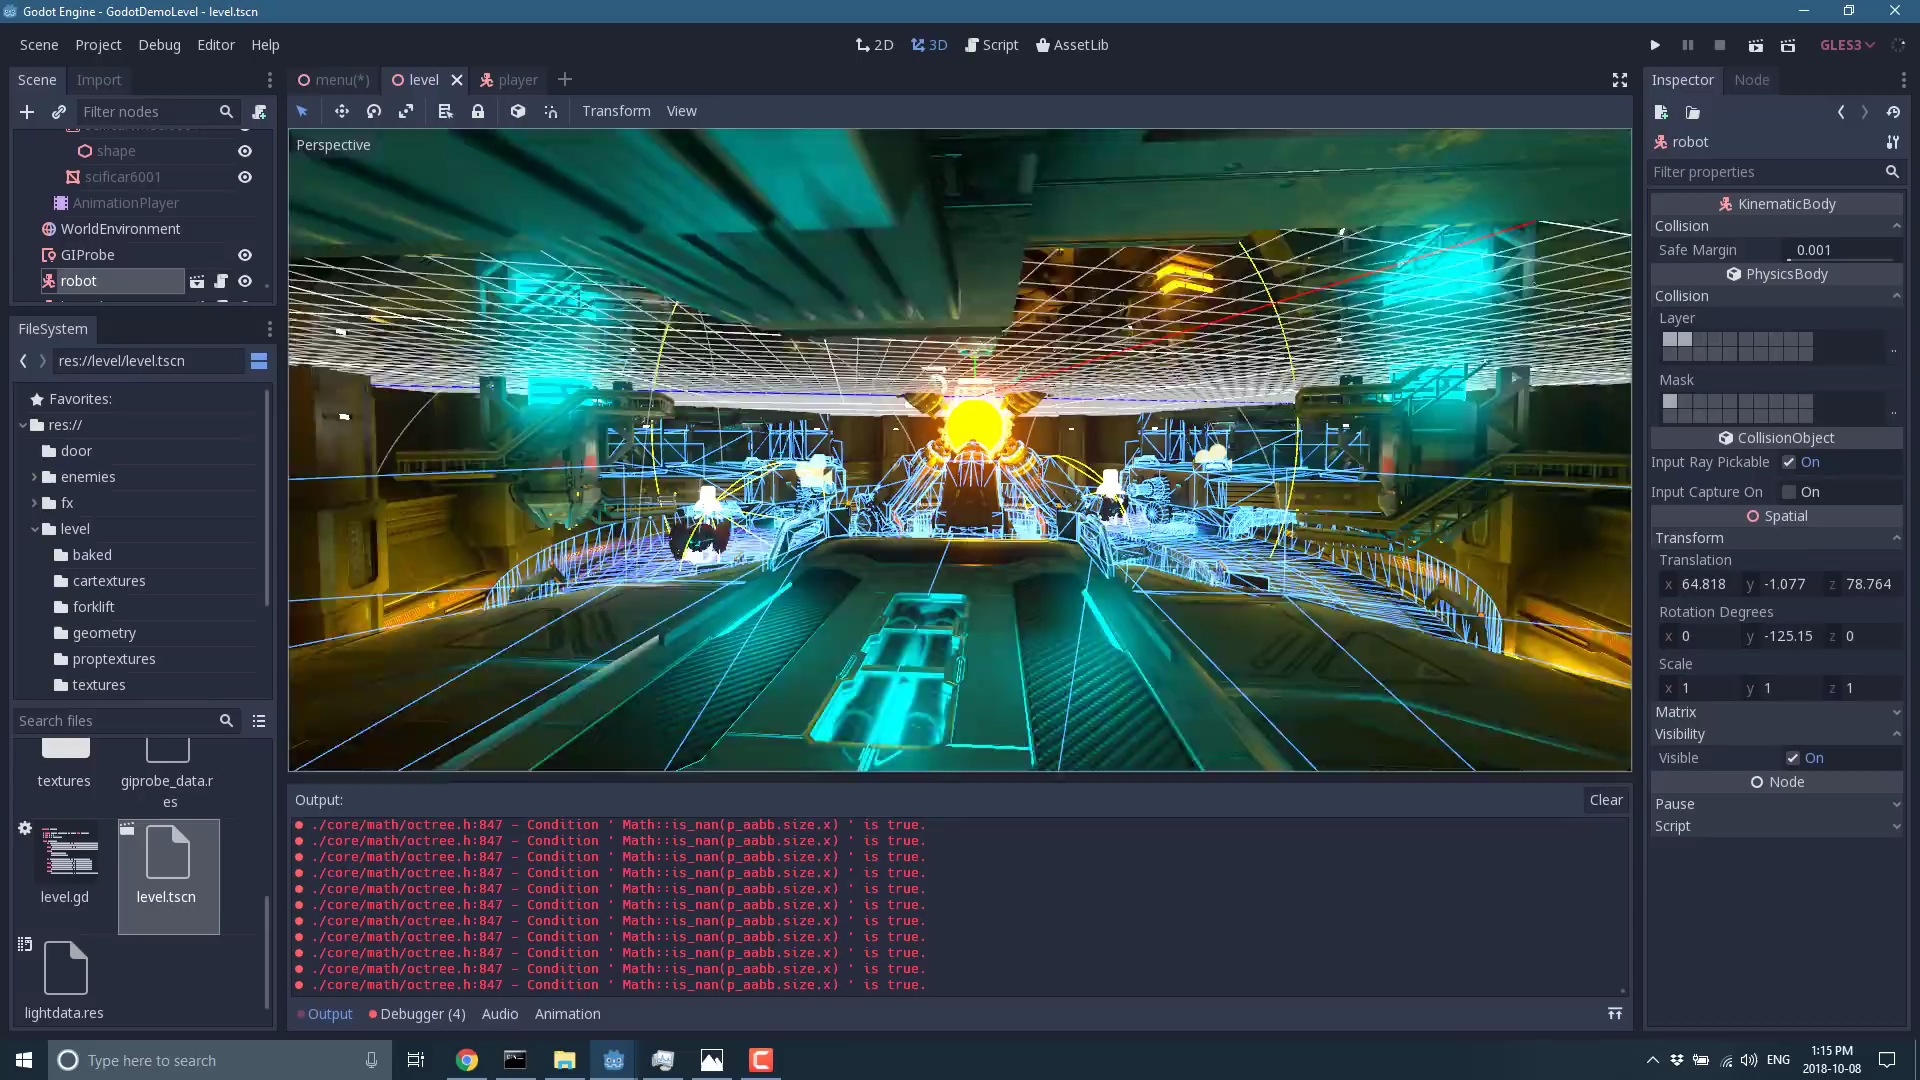 Godot Engine - GodotDemoLevel - level.tscn
Scene Project Debug Editor Help
2D 3D Script AssetLib
GLES3
Scene Import
Filter nodes
shape
scificar6001
AnimationPlayer
WorldEnvironment
GIProbe
robot
FileSystem
res://level/level.tscn
Favorites:
res://
door
enemies
fx
level
baked
cartextures
forklift
geometry
proptextures
textures
Search files
textures
giprobe_data.r
es
level.gd
level.tscn
lightdata.res
menu(*) level player
Transform View
Perspective
Output:
Clear
./core/math/octree.h:847 - Condition ' Math::is_nan(p_aabb.size.x) ' is true.
./core/math/octree.h:847 - Condition ' Math::is_nan(p_aabb.size.x) ' is true.
./core/math/octree.h:847 - Condition ' Math::is_nan(p_aabb.size.x) ' is true.
./core/math/octree.h:847 - Condition ' Math::is_nan(p_aabb.size.x) ' is true.
./core/math/octree.h:847 - Condition ' Math::is_nan(p_aabb.size.x) ' is true.
./core/math/octree.h:847 - Condition ' Math::is_nan(p_aabb.size.x) ' is true.
./core/math/octree.h:847 - Condition ' Math::is_nan(p_aabb.size.x) ' is true.
./core/math/octree.h:847 - Condition ' Math::is_nan(p_aabb.size.x) ' is true.
./core/math/octree.h:847 - Condition ' Math::is_nan(p_aabb.size.x) ' is true.
./core/math/octree.h:847 - Condition ' Math::is_nan(p_aabb.size.x) ' is true.
./core/math/octree.h:847 - Condition ' Math::is_nan(p_aabb.size.x) ' is true.
Output Debugger (4) Audio Animation
Inspector Node
robot
Filter properties
KinematicBody
Collision
Safe Margin 0.001
PhysicsBody
Collision
Layer
..
Mask
..
CollisionObject
Input Ray Pickable On
Input Capture On On
Spatial
Transform
Translation
x 64.818 y -1.077 z 78.764
Rotation Degrees
x 0 y -125.15 z 0
Scale
x 1 y 1 z 1
Matrix
Visibility
Visible On
Node
Pause
Script
Type here to search
ENG
1:15 PM
2018-10-08